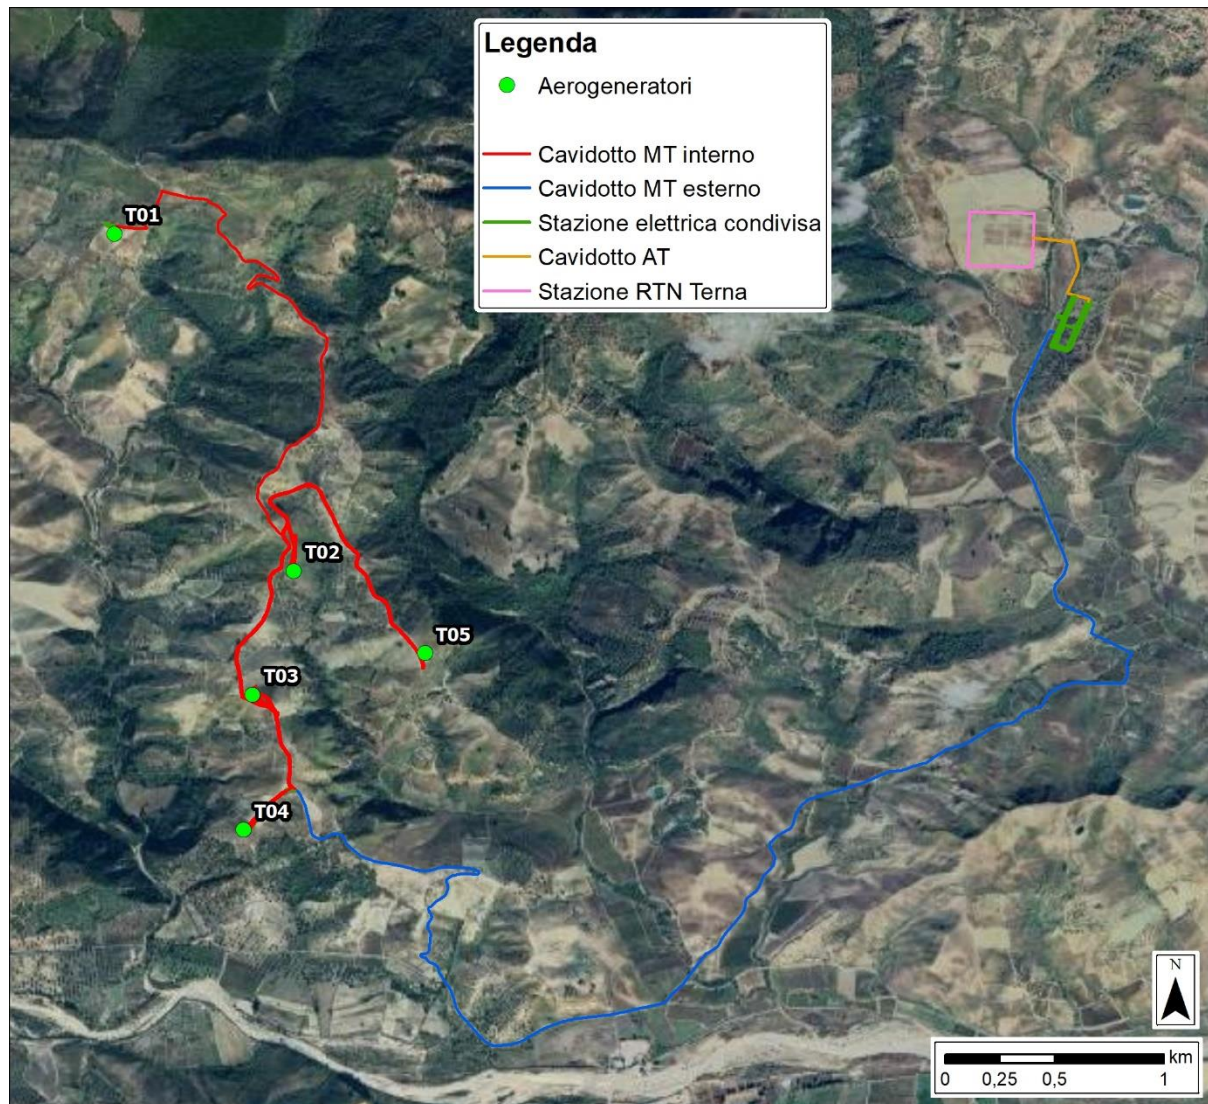 Legenda
Aerogeneratori
Cavidotto MT interno
Cavidotto MT esterno
Stazione elettrica condivisa
Cavidotto AT
Stazione RTN Terna
T01
T02
T05
T03
T04
N
km
0 0,25 0,5 1